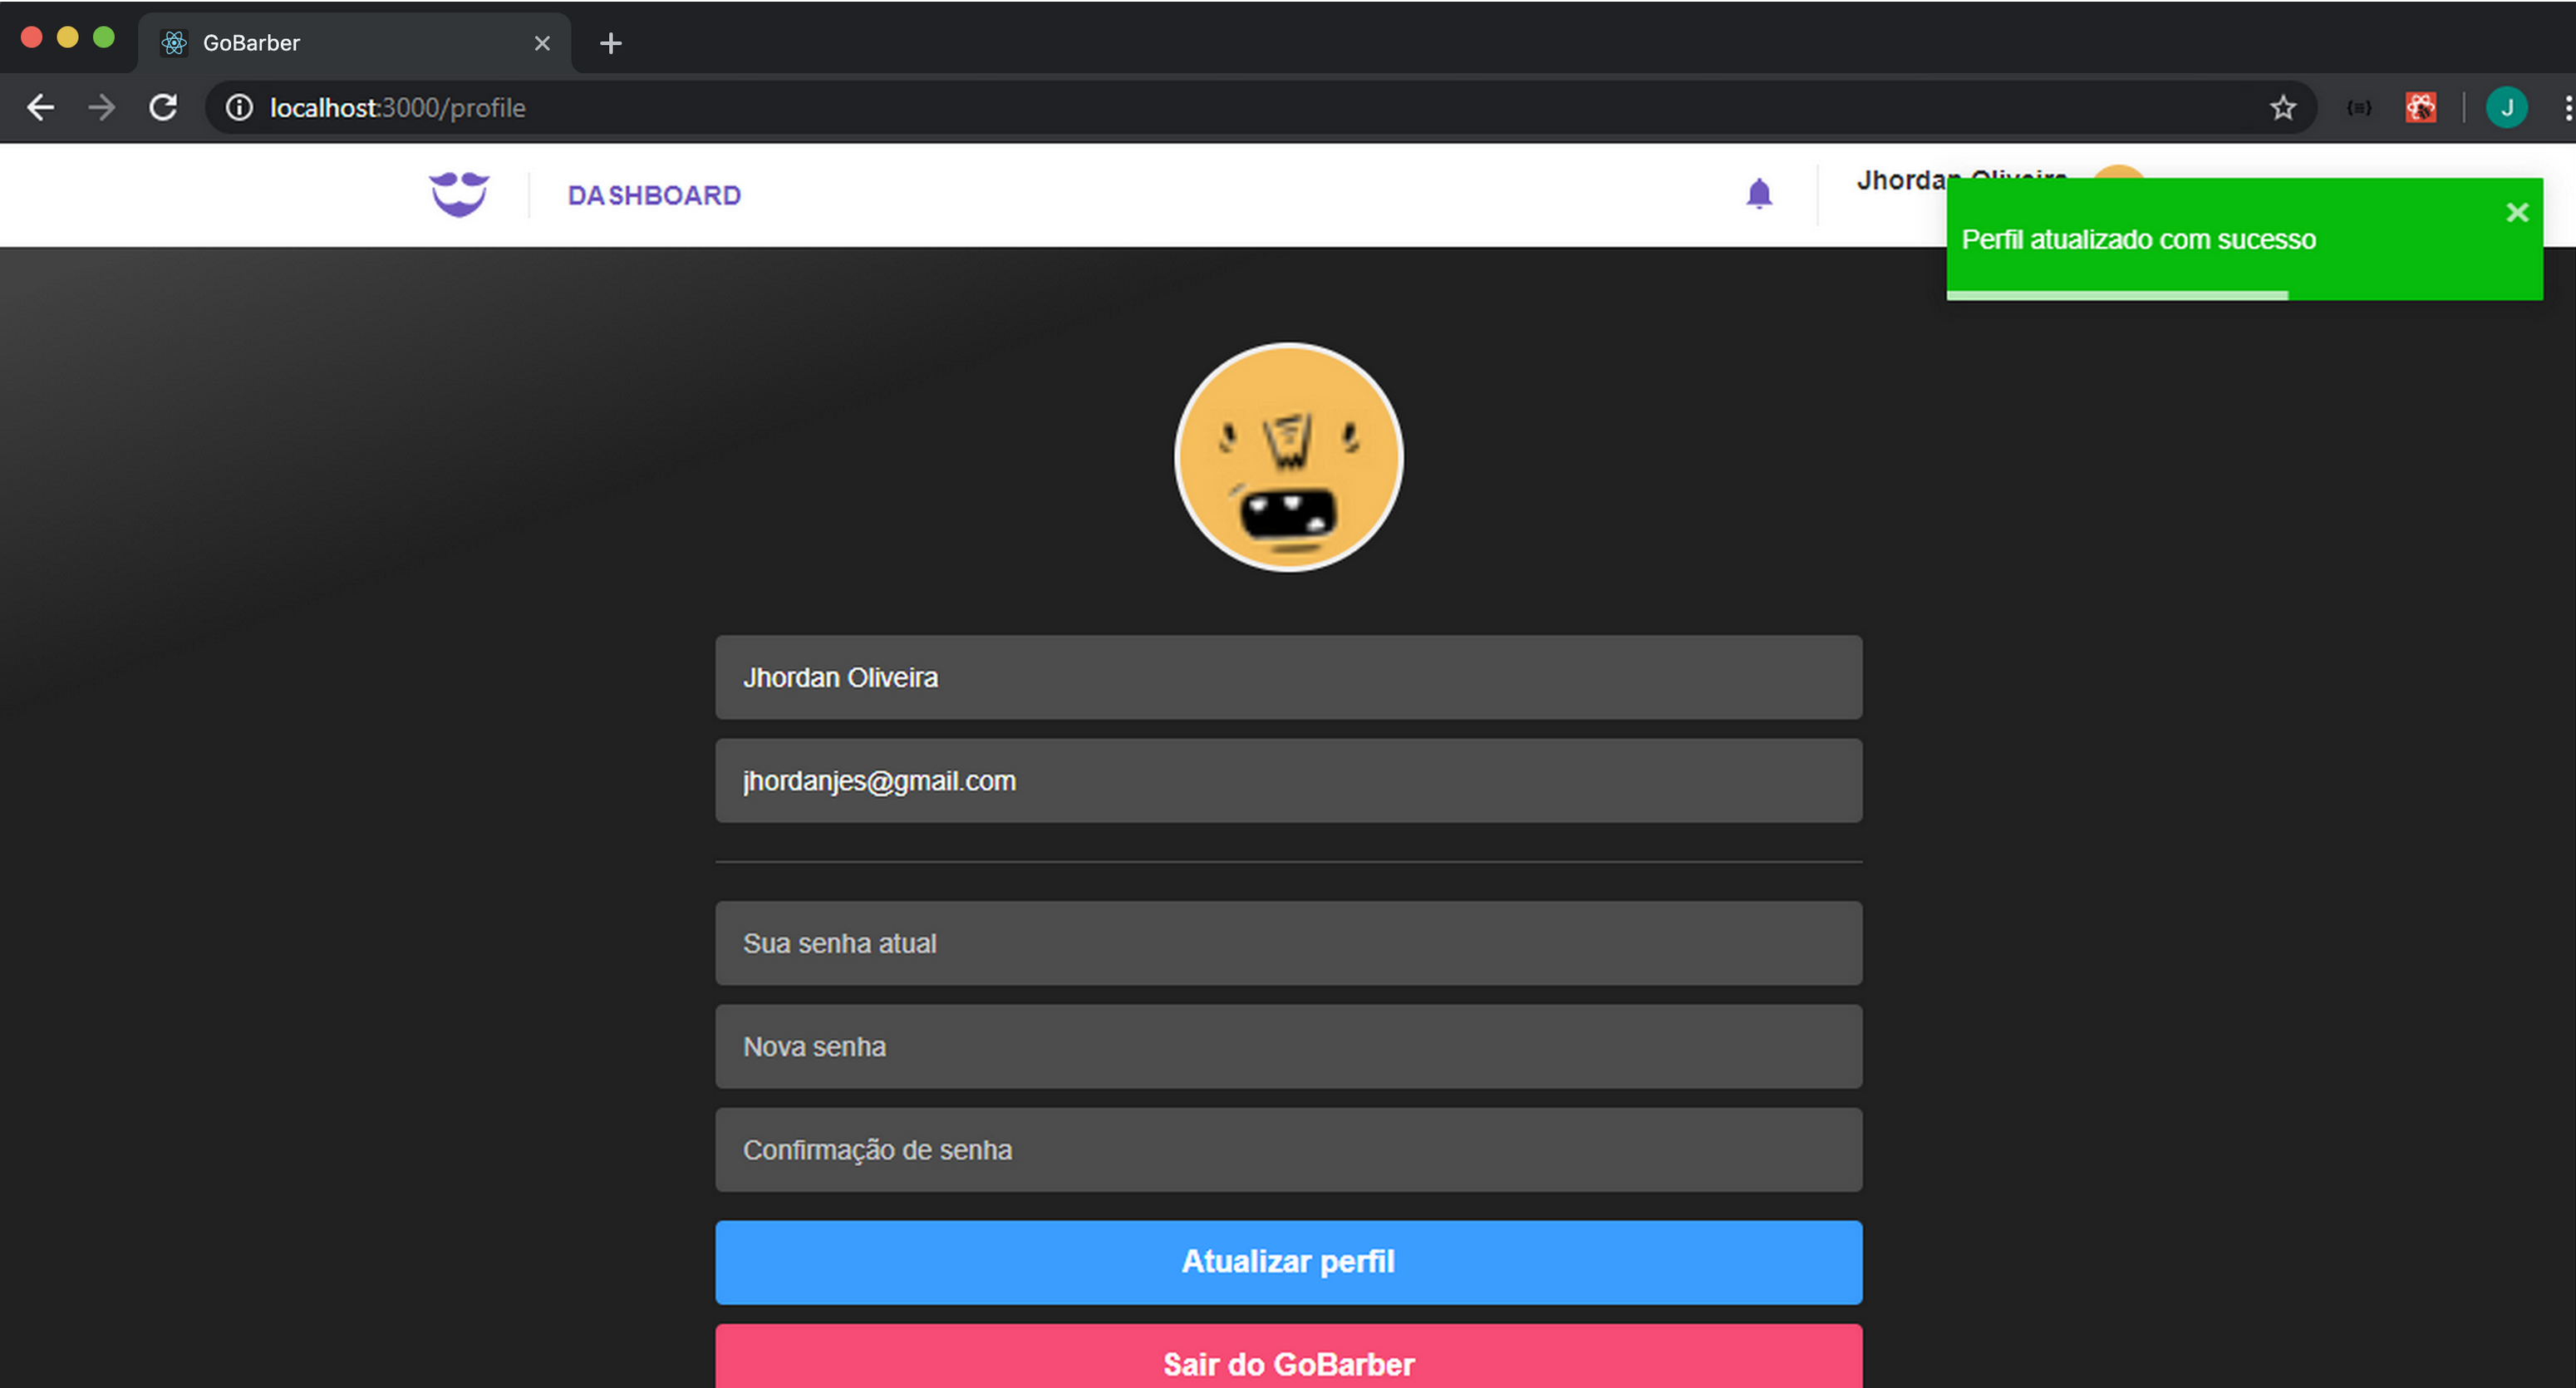 GoBarber
localhost:3000/profile
J
DASHBOARD
Jhordan Oliveira
Perfil atualizado com sucesso
Jhordan Oliveira
jhordanjes@gmail.com
Sua senha atual
Nova senha
Confirmação de senha
Atualizar perfil
Sair do GoBarber